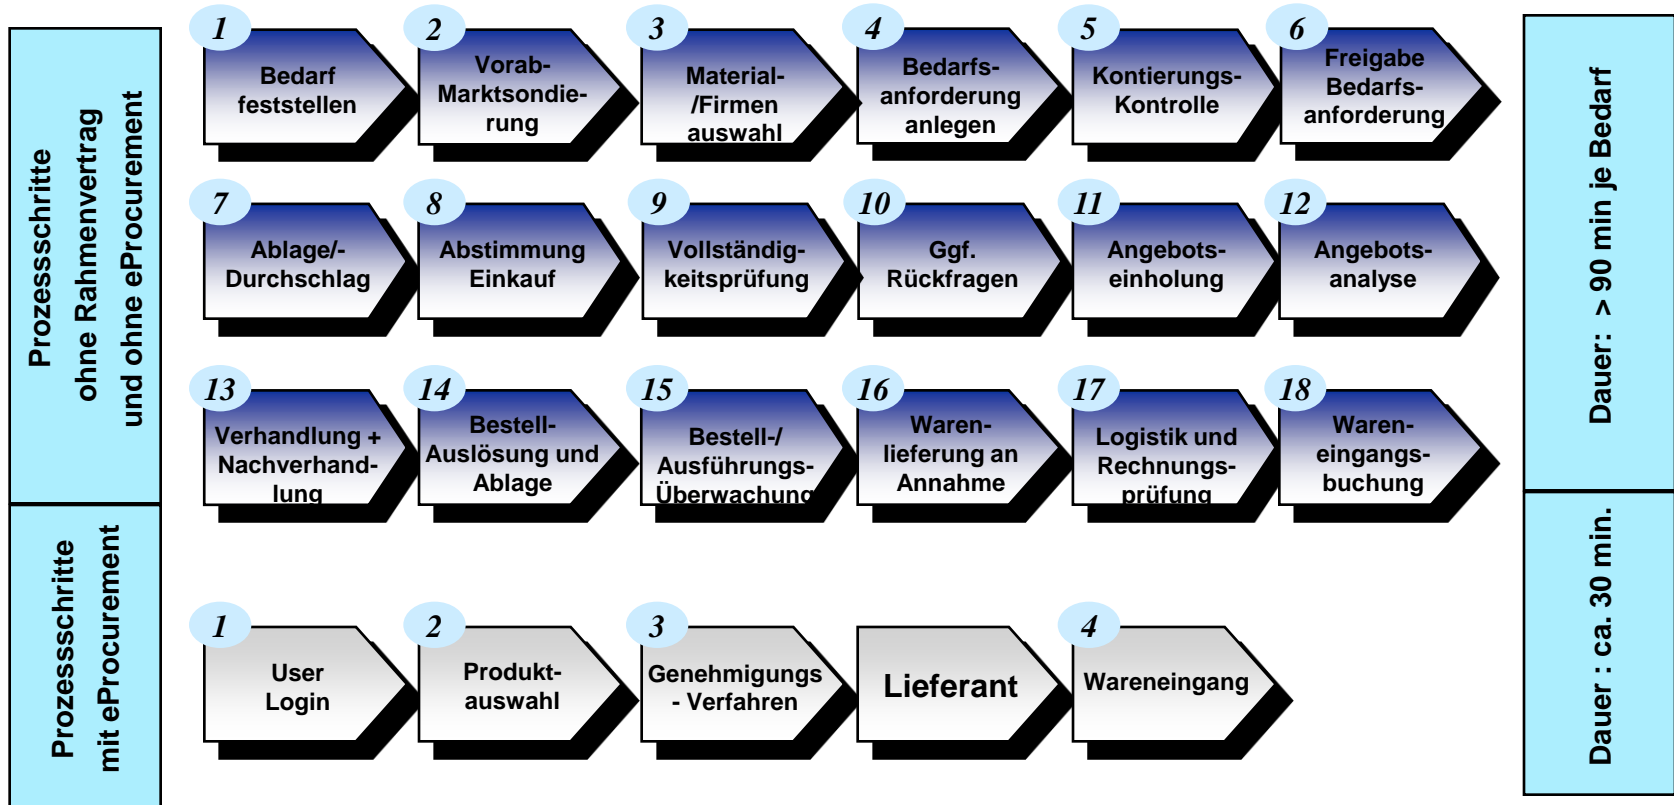 Prozessschritte
ohne Rahmenvertrag
und ohne eProcurement
1
Bedarf
feststellen
2
Vorab-
Marktsondie-
rung
3
Material-
/Firmen
auswahl
4
Bedarfs-
anforderung
anlegen
5
Kontierungs-
Kontrolle
6
Freigabe
Bedarfs-
anforderung
7
Ablage/-
Durchschlag
8
Abstimmung
Einkauf
9
Vollständig-
keitsprüfung
10
Ggf.
Rückfragen
11
Angebots-
einholung
12
Angebots-
analyse
13
Verhandlung +
Nachverhand-
lung
14
Bestell-
Auslösung und
Ablage
15
Bestell-/
Ausführungs-
Überwachung
16
Waren-
lieferung an
Annahme
17
Logistik und
Rechnungs-
prüfung
18
Waren-
eingangs-
buchung
Dauer: > 90 min je Bedarf
Prozessschritte
mit eProcurement
1
User
Login
2
Produkt-
auswahl
3
Genehmigungs
- Verfahren
Lieferant
4
Wareneingang
Dauer : ca. 30 min.